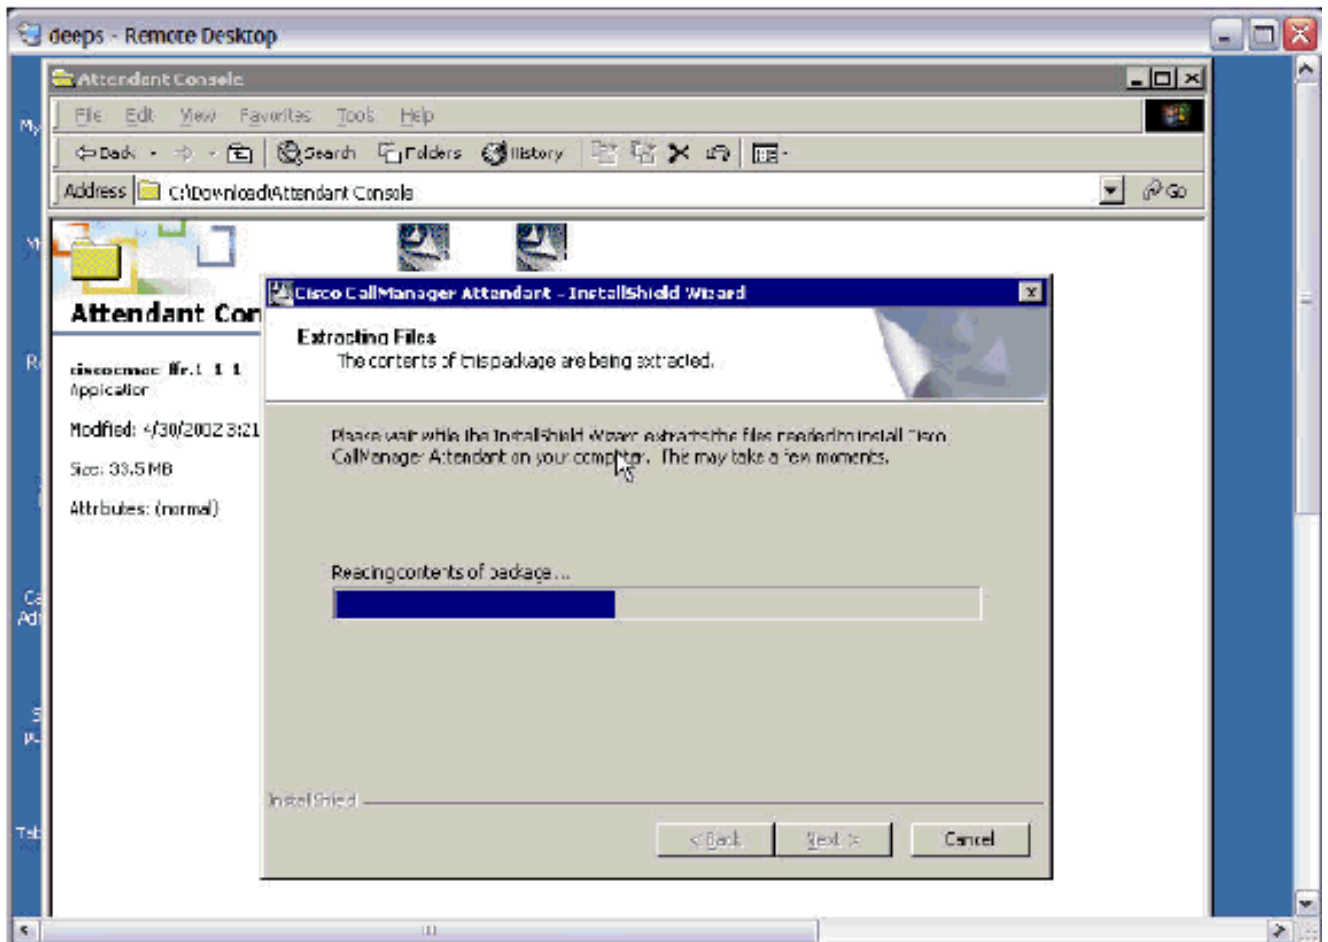 deeps - Remote Desktop
Attendant Console
File Edit View Favorites Tools Help
Back Search Folders History
Address C:\Download\Attendant Console Go
Cisco CallManager Attendant - InstallShield Wizard
Attendant Con
Extracting Files
The contents of this package are being extracted.
Application
Modified: 4/30/2002 3:21
Size: 33.5 MB
Attributes: (normal)
Please wait while the InstallShield Wizard extracts the files needed to install Cisco
CallManager Attendant on your computer. This may take a few moments.
Reading contents of package...
InstallShield
< Back Next > Cancel
My
Ad